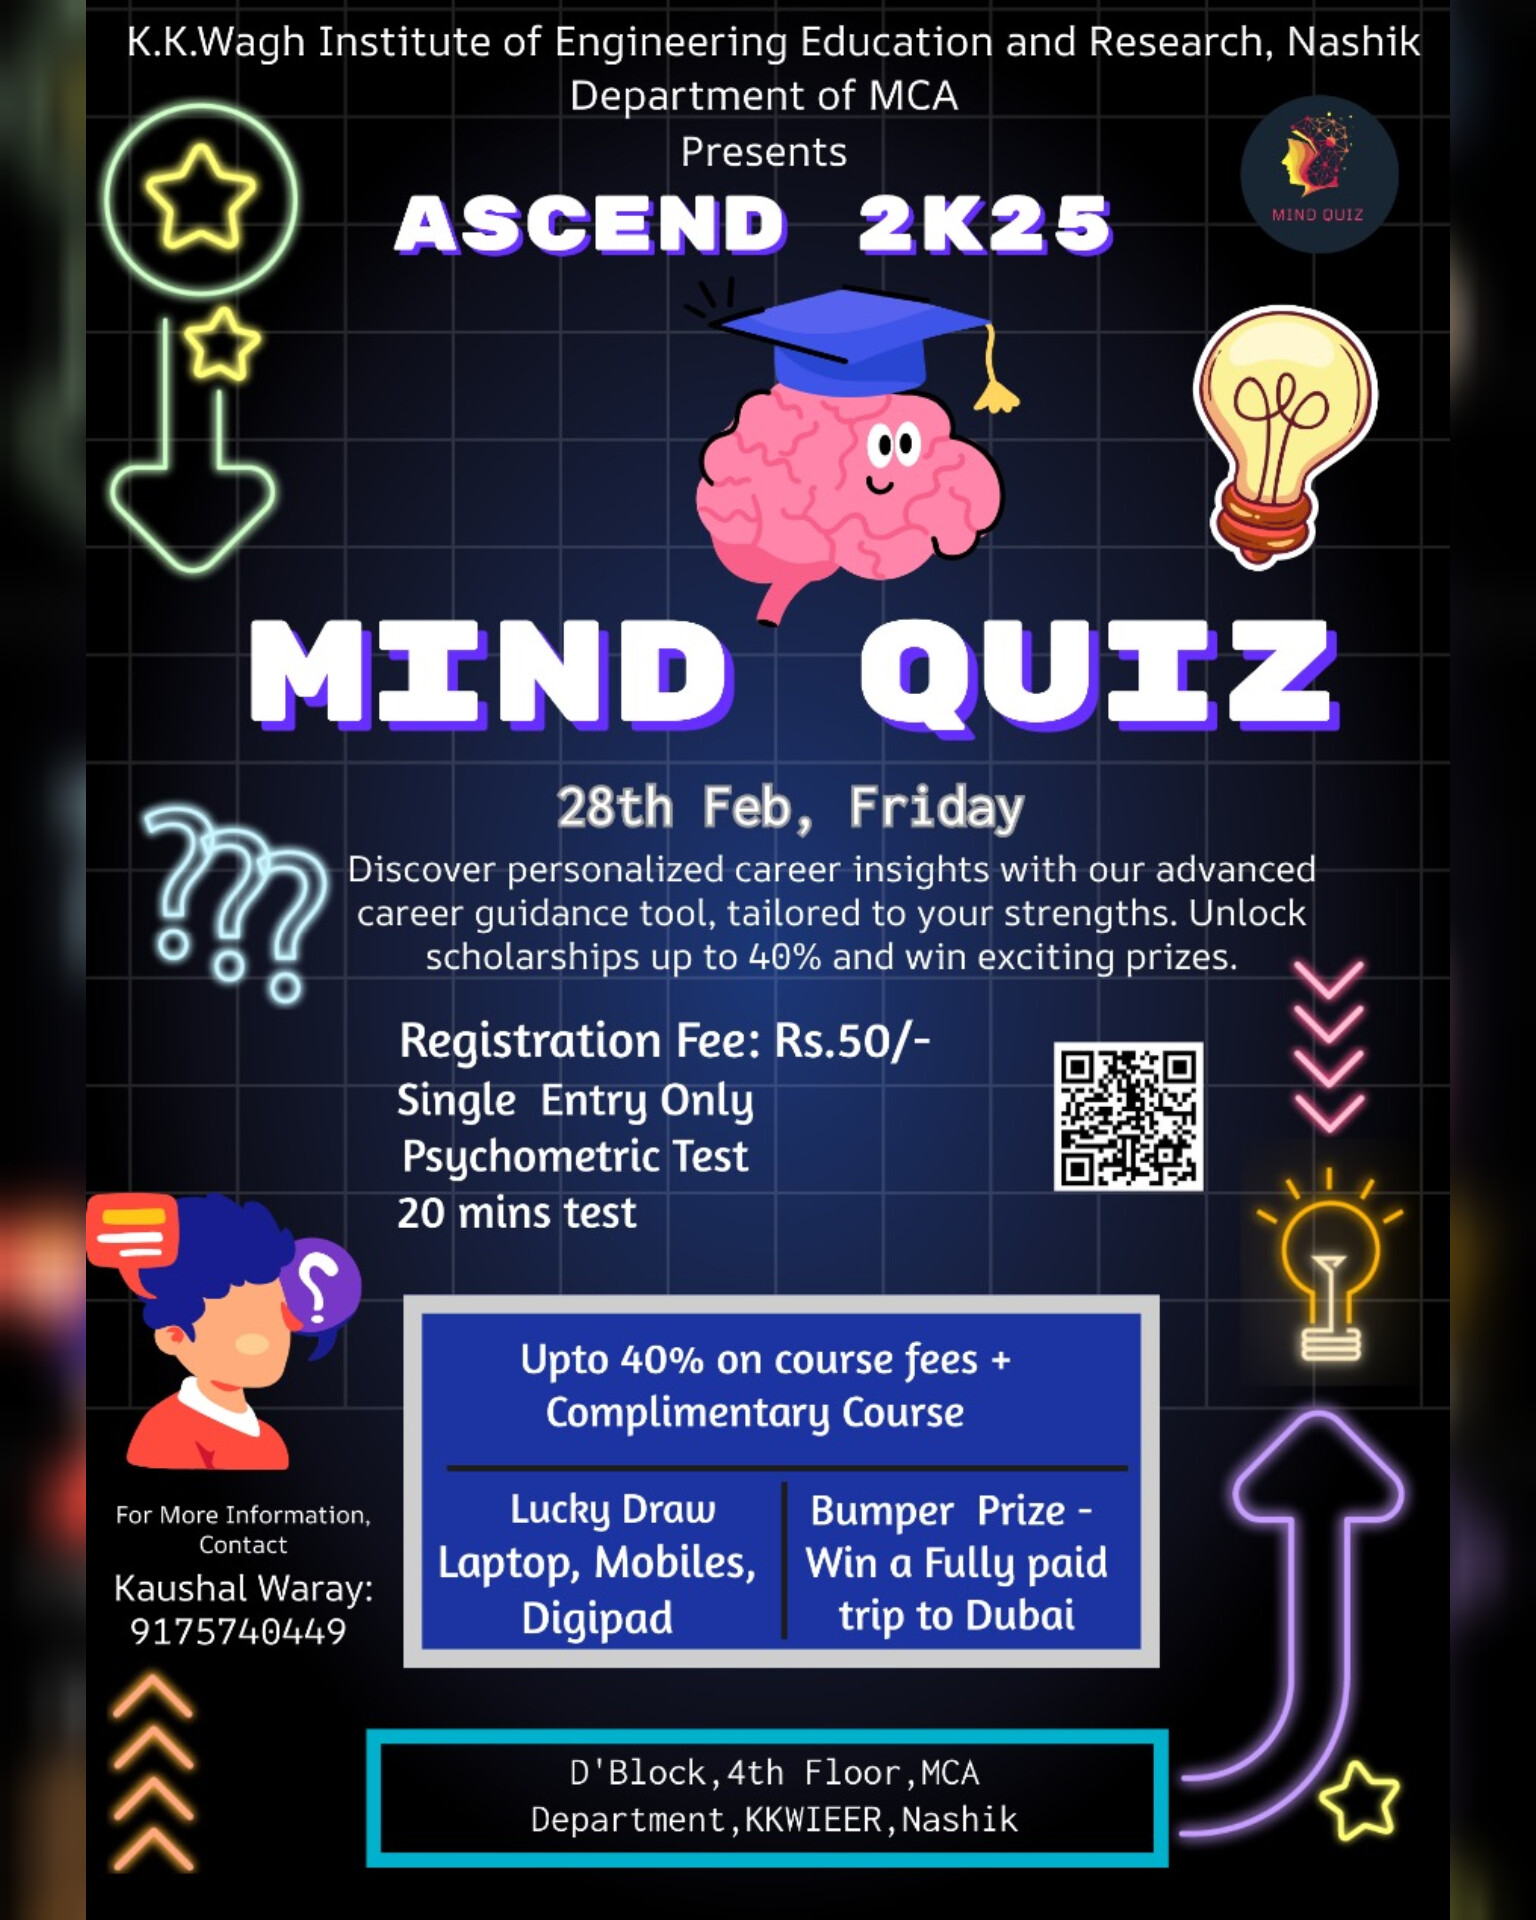 K.K.Wagh Institute of Engineering Education and Research, Nashik
Department of MCA
Presents
MIND QUIZ
ASCEND 2K25
MIND QUIZ
28th Feb, Friday
Discover personalized career insights with our advanced
career guidance tool, tailored to your strengths. Unlock
scholarships up to 40% and win exciting prizes.
Registration Fee: Rs.50/-
Single Entry Only
Psychometric Test
20 mins test
Upto 40% on course fees +
Complimentary Course
Lucky Draw
Laptop, Mobiles,
Digipad
Bumper Prize -
Win a Fully paid
trip to Dubai
For More Information,
Contact
Kaushal Waray:
9175740449
D'Block,4th Floor,MCA
Department,KKWIEER,Nashik